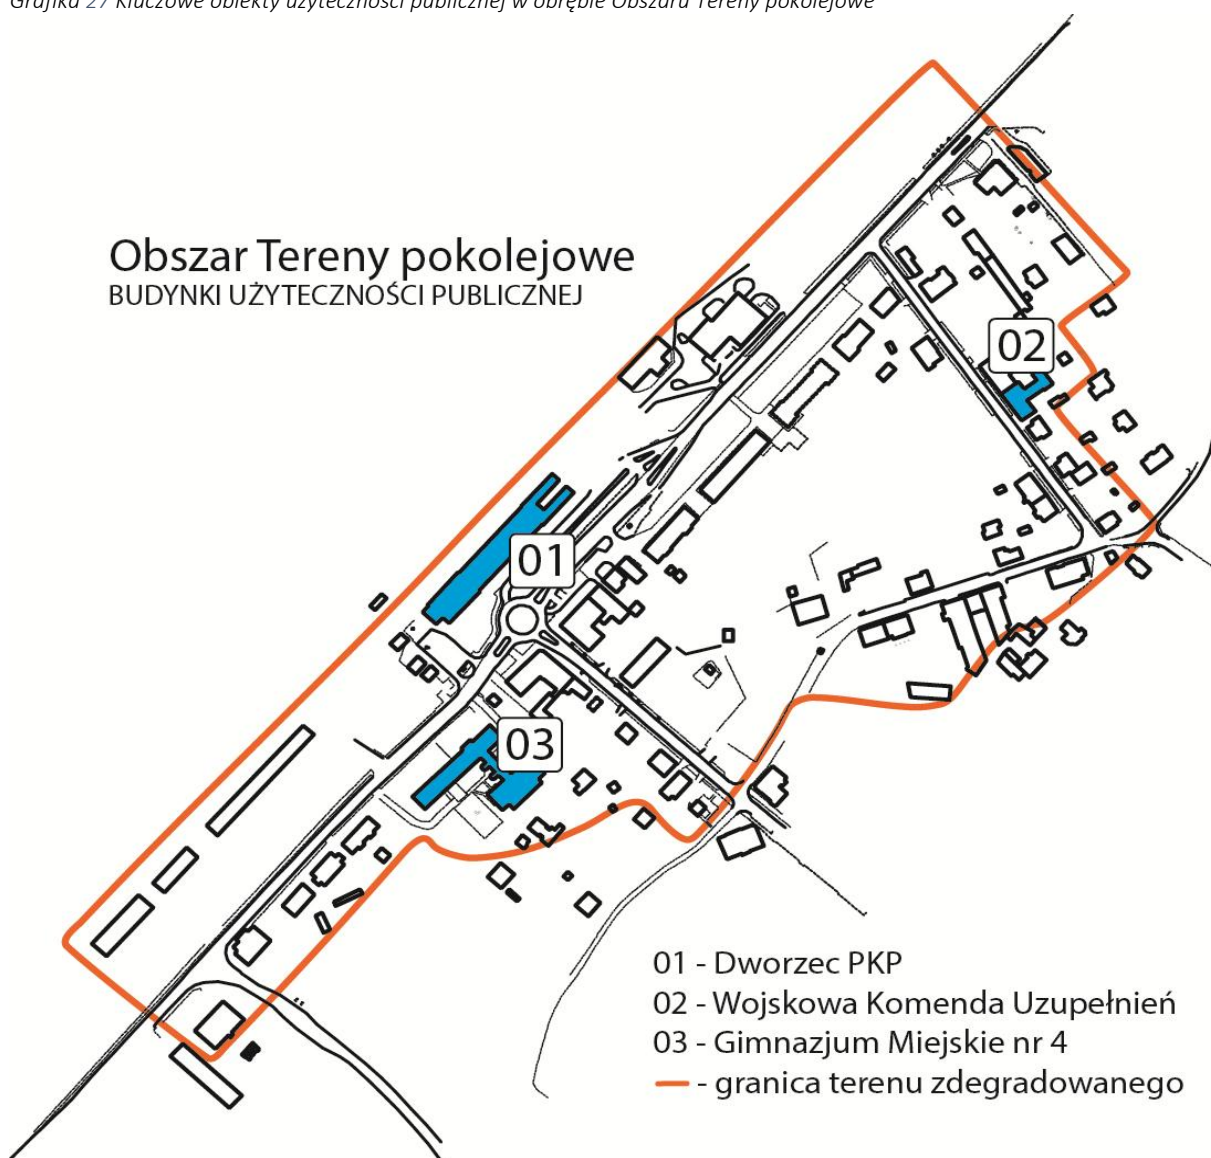 Grafika 27 Kluczowe obiekty użyteczności publicznej w obrębie Obszaru Tereny pokolejowe
Obszar Tereny pokolejowe
BUDYNKI UŻYTECZNOŚCI PUBLICZNEJ
02
01
03
01 - Dworzec PKP
02 - Wojskowa Komenda Uzupełnień
03 - Gimnazjum Miejskie nr 4
- granica terenu zdegradowanego